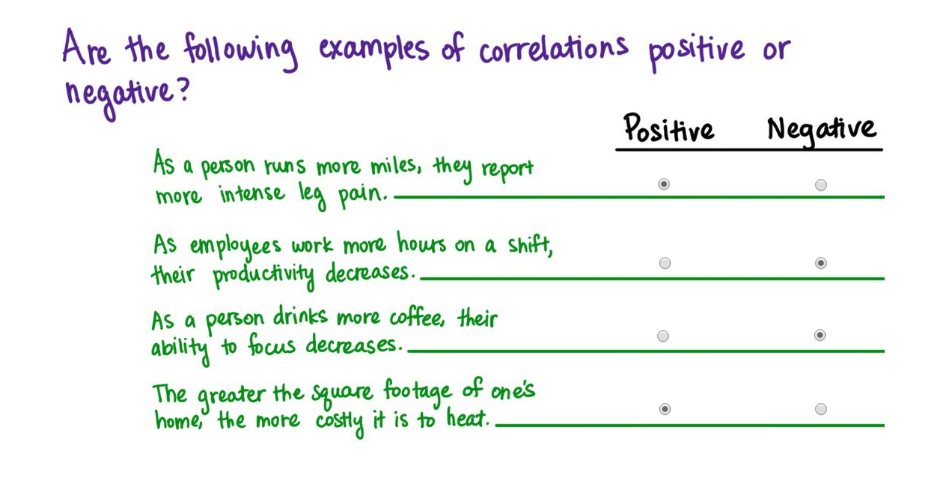 Are the following examples of correlations positive or
negative?
Positive Negative
As a person runs more miles, they report
more intense leg pain.
As employees work more hours on a shift,
their productivity decreases.
As a person drinks more coffee, their
ability to focus decreases.
The greater the square footage of one's
home, the more costly it is to heat.